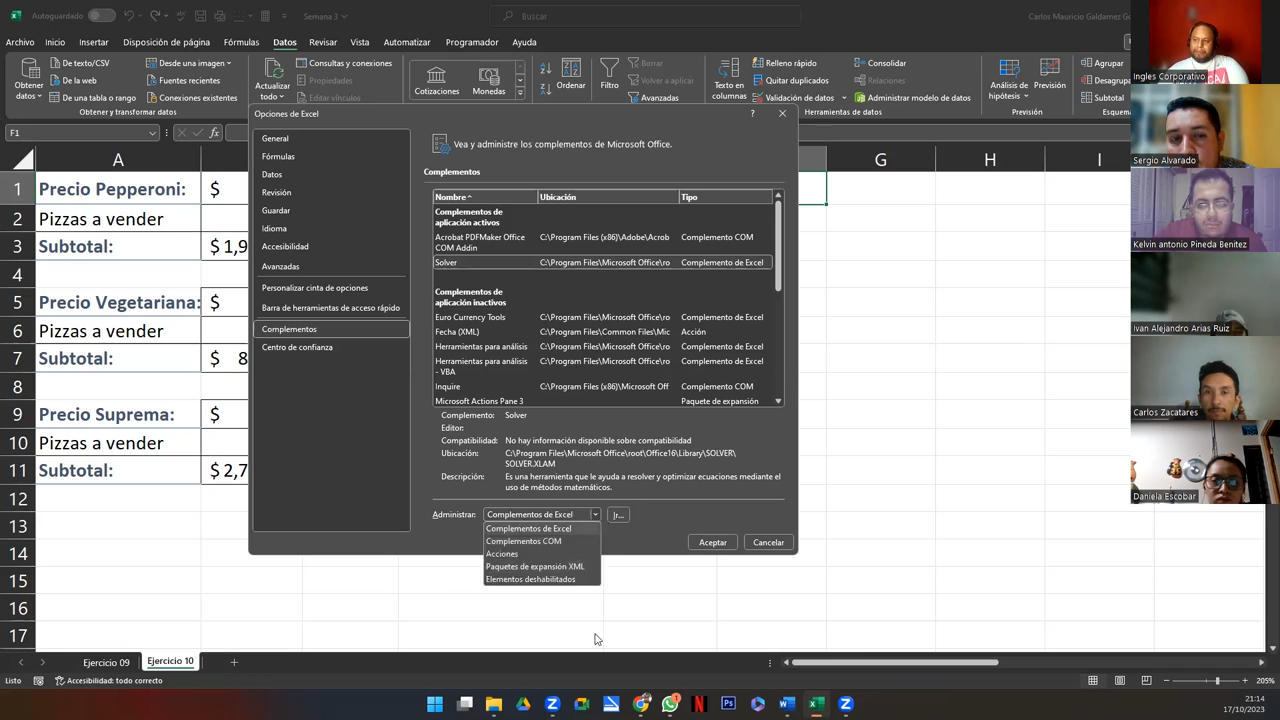 Autoguardado
Semana 3
Buscar
Carlos Mauricio Galdamez G
Archivo Inicio Insertar Disposición de página Fórmulas Datos Revisar Vista Automatizar Programador Ayuda
Obtener datos
De texto/CSV
De la web
De una tabla o rango
Desde una imagen
Fuentes recientes
Conexiones existentes
Obtener y transformar datos
Actualizar todo
Consultas y conexiones
Propiedades
Editar vínculos
Cotizaciones
Monedas
Ordenar
Filtro
Borrar
Volver a aplicar
Avanzadas
Texto en columnas
Relleno rápido
Quitar duplicados
Validación de datos
Consolidar
Relaciones
Administrar modelo de datos
Herramientas de datos
Análisis de hipótesis
Previsión
Previsión
Agrupar
Desagrupa
Subtotal
Esquema
F1
fx
A G H I
1 Precio Pepperoni: $
2 Pizzas a vender
3 Subtotal: $ 1,9
4
5 Precio Vegetariana: $
6 Pizzas a vender
7 Subtotal: $ 8
8
9 Precio Suprema: $
10 Pizzas a vender
11 Subtotal: $ 2,7
12
13
14
15
16
17
Opciones de Excel
?
General
Fórmulas
Datos
Revisión
Guardar
Idioma
Accesibilidad
Avanzadas
Personalizar cinta de opciones
Barra de herramientas de acceso rápido
Complementos
Centro de confianza
Vea y administre los complementos de Microsoft Office.
Complementos
Nombre Ubicación Tipo
Complementos de
aplicación activos
Acrobat PDFMaker Office C:\Program Files (x86)\Adobe\Acrob Complemento COM
COM Addin
Solver C:\Program Files\Microsoft Office\ro Complemento de Excel
Complementos de
aplicación inactivos
Euro Currency Tools C:\Program Files\Microsoft Office\ro Complemento de Excel
Fecha (XML) C:\Program Files\Common Files\Mic Acción
Herramientas para análisis C:\Program Files\Microsoft Office\ro Complemento de Excel
Herramientas para análisis C:\Program Files\Microsoft Office\ro Complemento de Excel
- VBA
Inquire C:\Program Files (x86)\Microsoft Off Complemento COM
Microsoft Actions Pane 3 Paquete de expansión
Complemento: Solver
Editor:
Compatibilidad: No hay información disponible sobre compatibilidad
Ubicación: C:\Program Files\Microsoft Office\root\Office16\Library\SOLVER\
SOLVER.XLAM
Descripción: Es una herramienta que le ayuda a resolver y optimizar ecuaciones mediante el
uso de métodos matemáticos.
Administrar: Complementos de Excel Ir...
Complementos de Excel
Complementos COM
Acciones
Paquetes de expansión XML
Elementos deshabilitados
Aceptar Cancelar
Ingles Corporativo
Sergio Alvarado
Kelvin antonio Pineda Benitez
Ivan Alejandro Arias Ruiz
Carlos Zacatares
Daniela Escobar
Ejercicio 09 Ejercicio 10
Listo
Accesibilidad: todo correcto
205%
21:14
17/10/2023